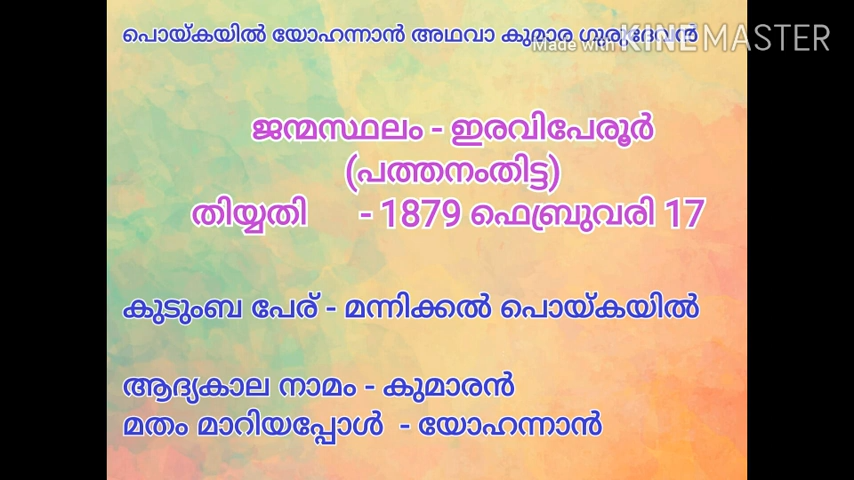 പൊയ്കയിൽ യോഹന്നാൻ അഥവാ കുമാര ഗുരുദേവൻ
Made with KINEMASTER
ജന്മസ്ഥലം - ഇരവിപേരൂർ
(പത്തനംതിട്ട)
തിയ്യതി - 1879 ഫെബ്രുവരി 17
കുടുംബ പേര് - മന്നിക്കൽ പൊയ്കയിൽ
ആദ്യകാല നാമം - കുമാരൻ
മതം മാറിയപ്പോൾ - യോഹന്നാൻ